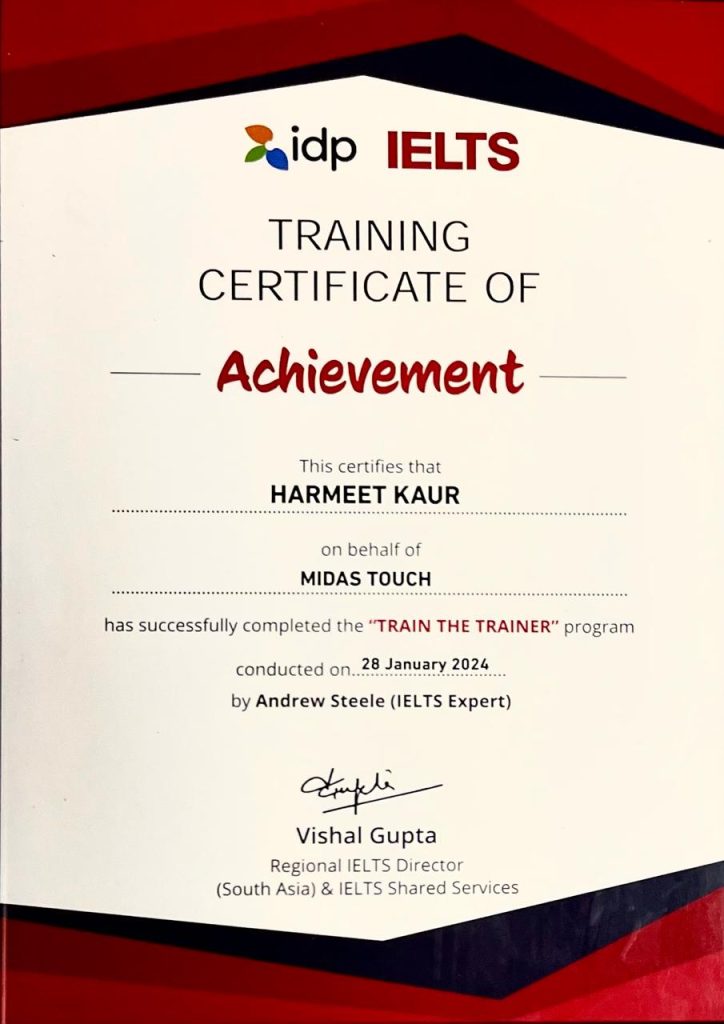 idp IELTS
TRAINING
CERTIFICATE OF
Achievement
This certifies that
HARMEET KAUR
on behalf of
MIDAS TOUCH
has successfully completed the "TRAIN THE TRAINER" program
conducted on 28 January 2024
by Andrew Steele (IELTS Expert)
Vishal Gupta
Regional IELTS Director
(South Asia) & IELTS Shared Services